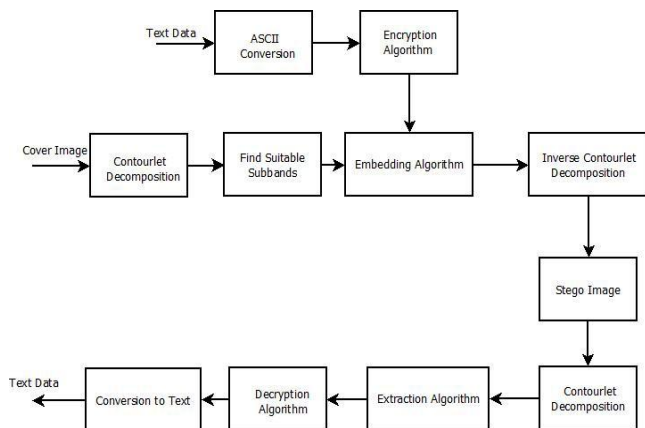 Text Data
ASCII
Conversion
Encryption
Algorithm
Cover Image
Contourlet
Decomposition
Find Suitable
Subbands
Embedding Algorithm
Inverse Contourlet
Decomposition
Stego Image
Text Data
Conversion to Text
Decryption
Algorithm
Extraction Algorithm
Contourlet
Decomposition